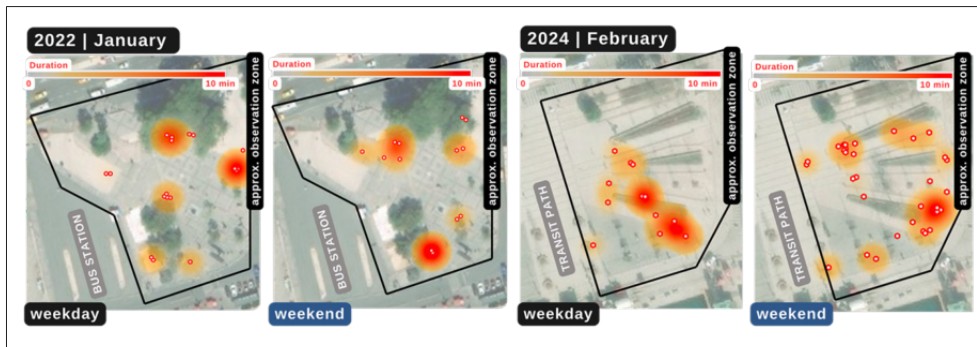 2022 | January
Duration
0
10 min
approx. observation zone
BUS STATION
weekday
Duration
0
10 min
approx. observation zone
BUS STATION
weekend
2024 | February
Duration
0
10 min
approx. observation zone
TRANSIT PATH
weekday
Duration
0
10 min
approx. observation zone
TRANSIT PATH
weekend